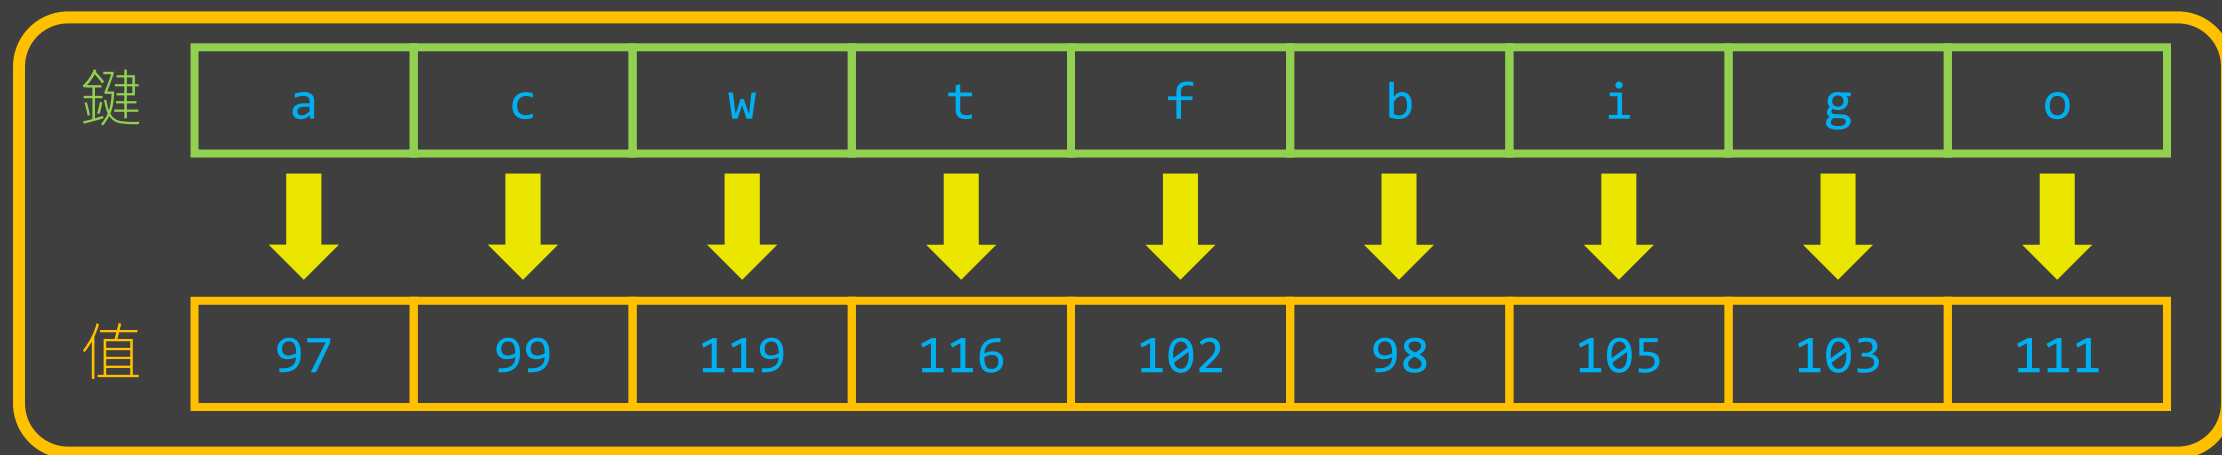 鍵 a c w t f b i g o
值 97 99 119 116 102 98 105 103 111